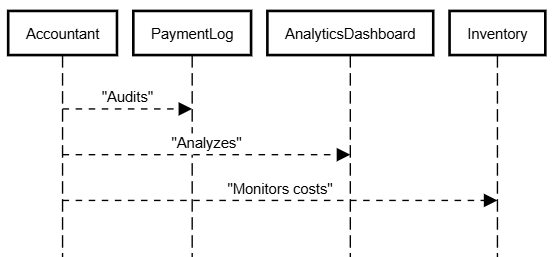 Accountant
PaymentLog
AnalyticsDashboard
Inventory
"Audits"
"Analyzes"
"Monitors costs"